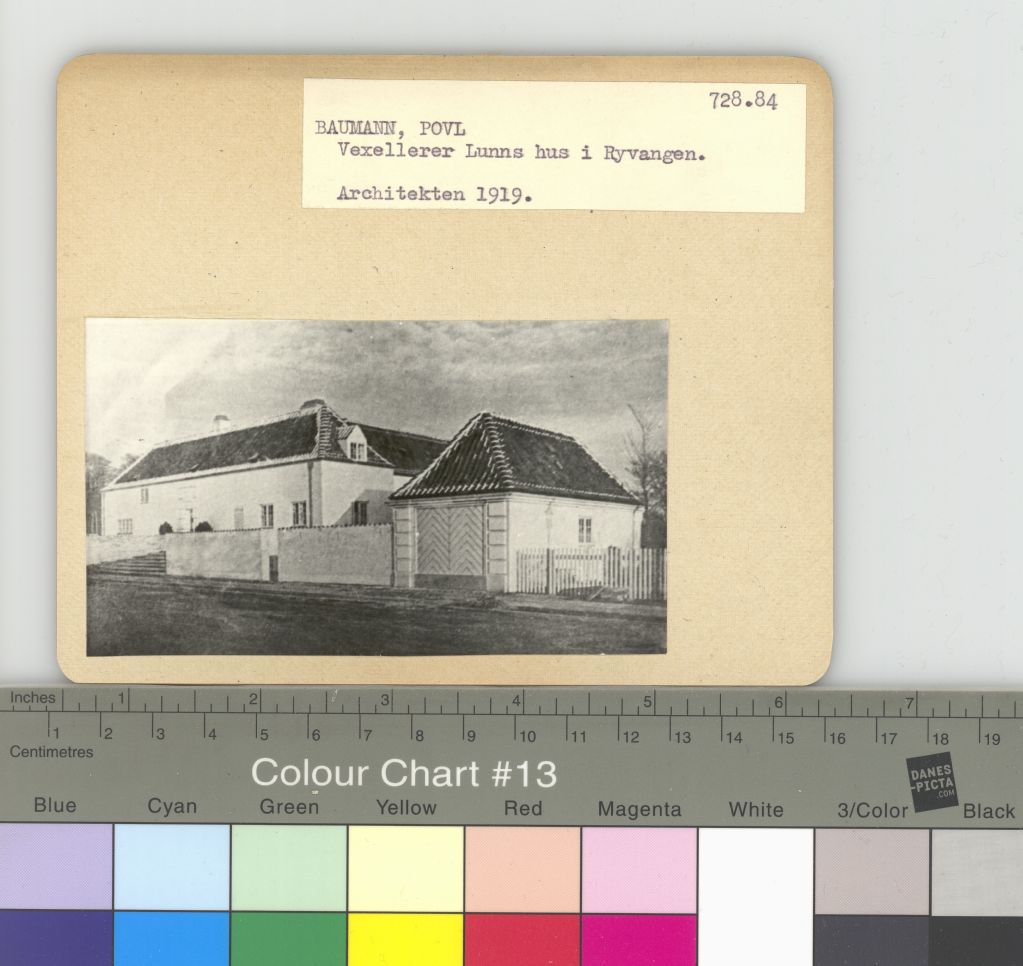 728.84
BAUMANN, POVL
Vexellerer Lunns hus i Ryvangen.
Architekten 1919.
Inches 1 2 3 4 5 6 7
1 2 3 4 5 6 7 8 9 10 11 12 13 14 15 16 17 18 19
Centimetres
Colour Chart #13
DANES
-PICTA
.COM
Blue Cyan Green Yellow Red Magenta White 3/Color Black